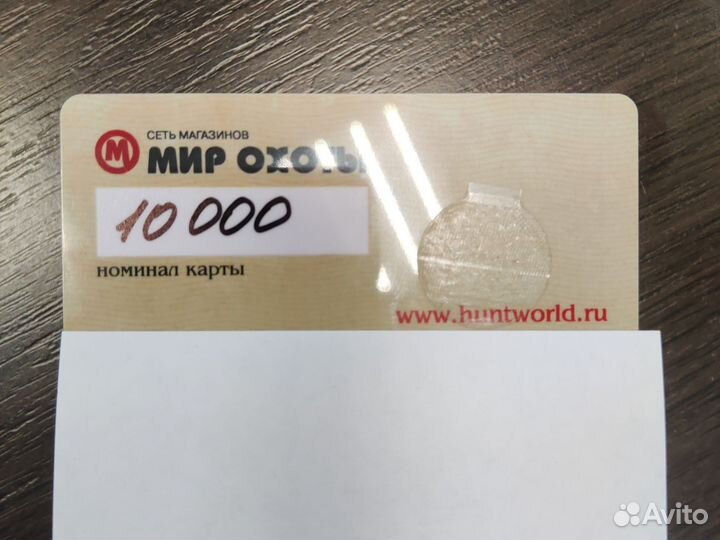 СЕТЬ МАГАЗИНОВ
М МИР ОХОТЫ
10 000
номинал карты
www.huntworld.ru
Avito